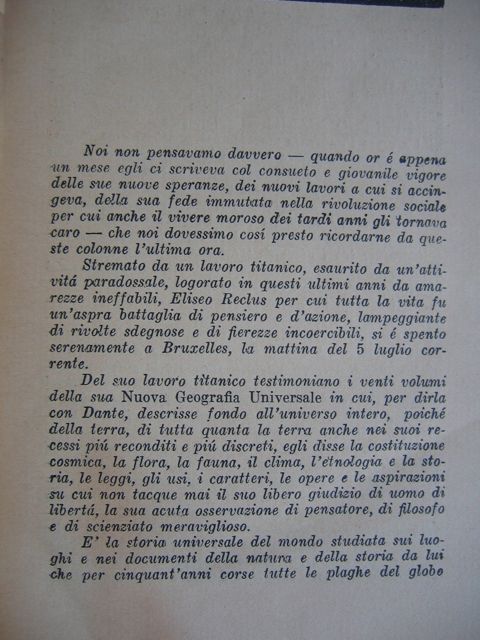 Noi non pensavamo davvero — quando or é appena
un mese egli ci scriveva col consueto e giovanile vigore
delle sue nuove speranze, dei nuovi lavori a cui si accin-
geva, della sua fede immutata nella rivoluzione sociale
per cui anche il vivere moroso dei tardi anni gli tornava
caro — che noi dovessimo cosí presto ricordarne da que-
ste colonne l'ultima ora.
Stremato da un lavoro titanico, esaurito da un'atti-
vitá paradossale, logorato in questi ultimi anni da ama-
rezze ineffabili, Eliseo Reclus per cui tutta la vita fu
un'aspra battaglia di pensiero e d'azione, lampeggiante
di rivolte sdegnose e di fierezze incoercibili, si é spento
serenamente a Bruxelles, la mattina del 5 luglio cor-
rente.
Del suo lavoro titanico testimoniano i venti volumi
della sua Nuova Geografia Universale in cui, per dirla
con Dante, descrisse fondo all'universo intero, poiché
della terra, di tutta quanta la terra anche nei suoi re-
cessi piú reconditi e piú discreti, egli disse la costituzione
cosmica, la flora, la fauna, il clima, l'etnologia e la sto-
ria, le leggi, gli usi, i caratteri, le opere e le aspirazioni
su cui non tacque mai il suo libero giudizio di uomo di
libertá, la sua acuta osservazione di pensatore, di filosofo
e di scienziato meraviglioso.
E' la storia universale del mondo studiata sui luo-
ghi e nei documenti della natura e della storia da lui
che per cinquant'anni corse tutte le plaghe del globo